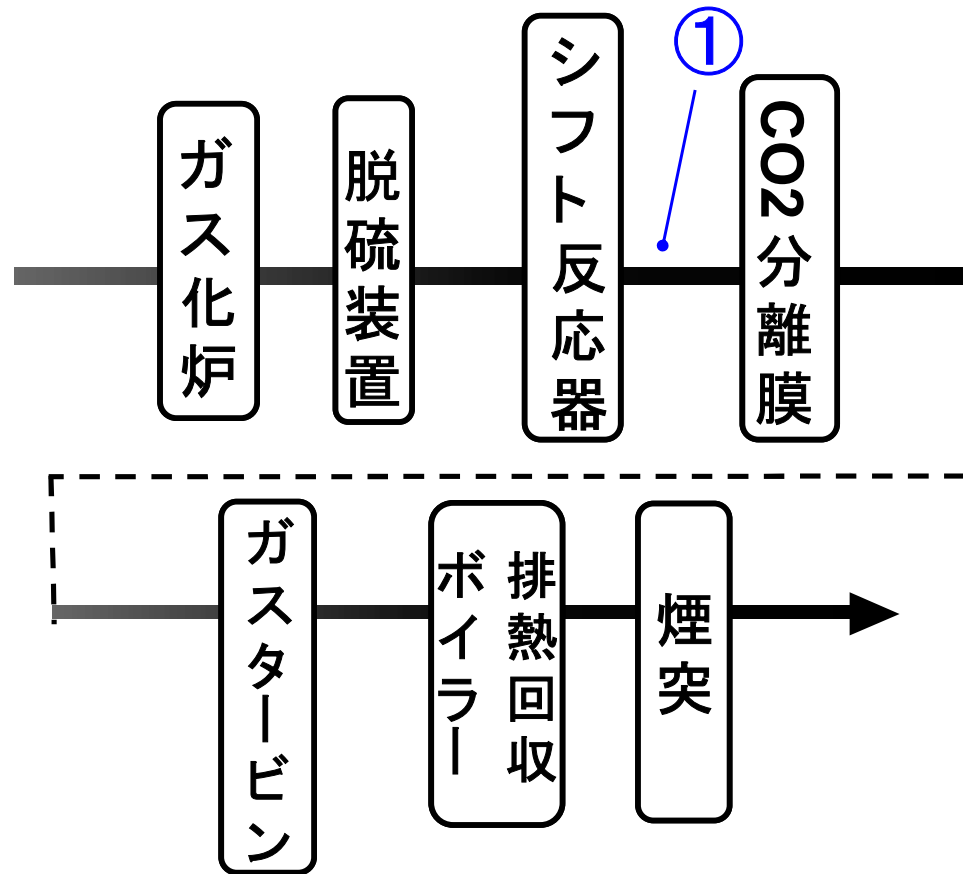 ガス化炉
脱硫装置
シフト反応器
①
CO2分離膜
ガスタービン
排熱回収
ボイラー
煙突